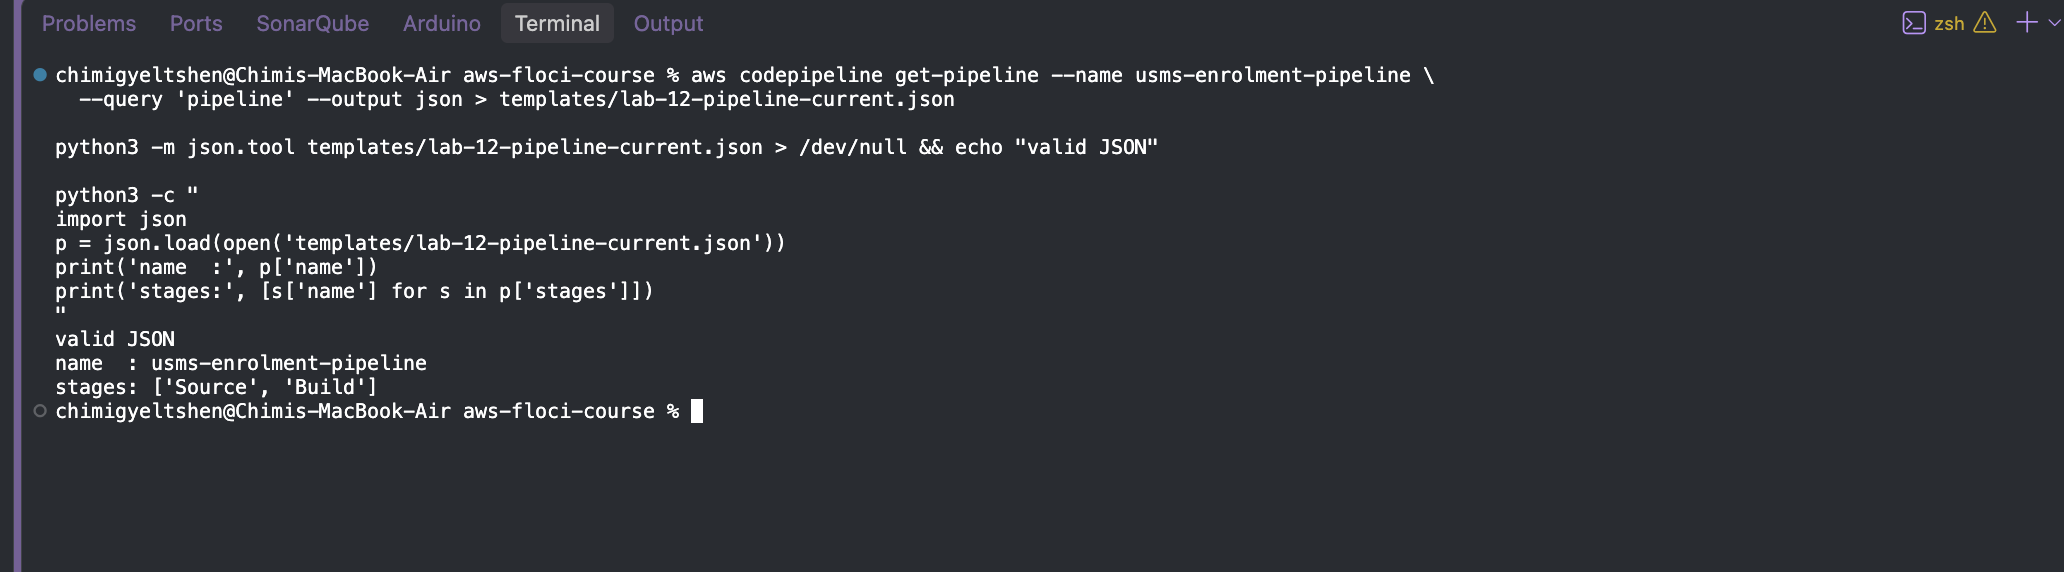 Problems Ports SonarQube Arduino Terminal Output zsh
chimigyeltshen@Chimis-MacBook-Air aws-floci-course % aws codepipeline get-pipeline --name usms-enrolment-pipeline \
  --query 'pipeline' --output json > templates/lab-12-pipeline-current.json
python3 -m json.tool templates/lab-12-pipeline-current.json > /dev/null && echo "valid JSON"
python3 -c "
import json
p = json.load(open('templates/lab-12-pipeline-current.json'))
print('name  :', p['name'])
print('stages:', [s['name'] for s in p['stages']])
"
valid JSON
name  : usms-enrolment-pipeline
stages: ['Source', 'Build']
chimigyeltshen@Chimis-MacBook-Air aws-floci-course %